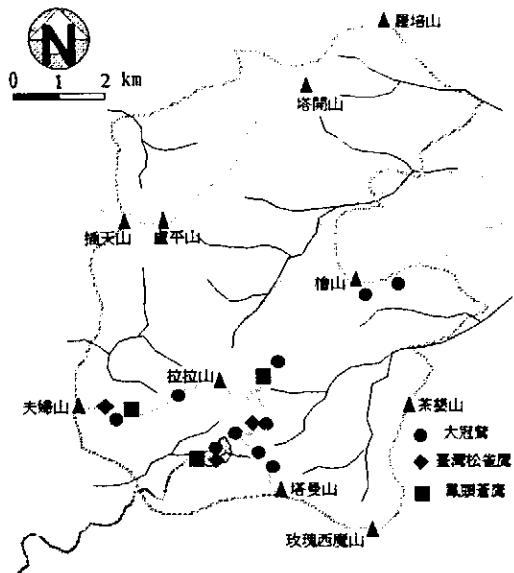 羅培山
N
0 1 2 km
塔開山
插天山
盧平山
檜山
拉拉山
夫婦山
茶墾山
大冠鷲
臺灣松雀鷹
鳳頭蒼鷹
塔曼山
玫瑰西魔山